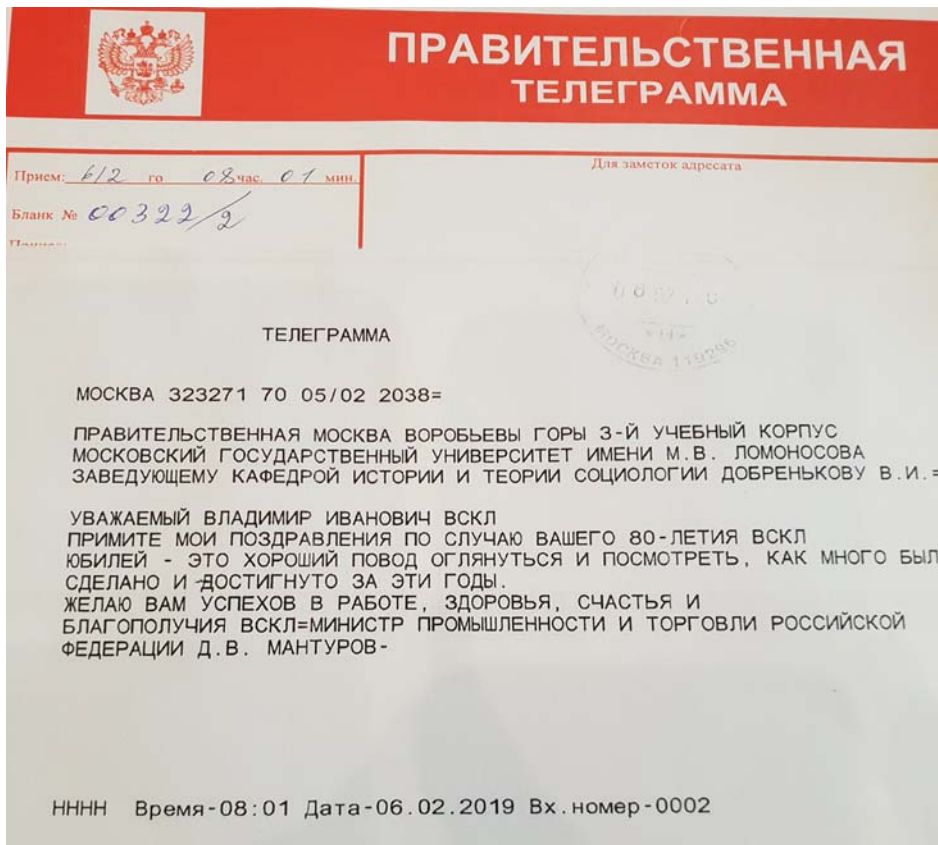 ПРАВИТЕЛЬСТВЕННАЯ
ТЕЛЕГРАММА
Для заметок адресата
Прием: 6/2 го 08 час. 01 мин.
Бланк № 00322/2
ТЕЛЕГРАММА
МОСКВА 119296
МОСКВА 323271 70 05/02 2038=
ПРАВИТЕЛЬСТВЕННАЯ МОСКВА ВОРОБЬЕВЫ ГОРЫ 3-Й УЧЕБНЫЙ КОРПУС
МОСКОВСКИЙ ГОСУДАРСТВЕННЫЙ УНИВЕРСИТЕТ ИМЕНИ М.В. ЛОМОНОСОВА
ЗАВЕДУЮЩЕМУ КАФЕДРОЙ ИСТОРИИ И ТЕОРИИ СОЦИОЛОГИИ ДОБРЕНЬКОВУ В.И.=
УВАЖАЕМЫЙ ВЛАДИМИР ИВАНОВИЧ ВСКЛ
ПРИМИТЕ МОИ ПОЗДРАВЛЕНИЯ ПО СЛУЧАЮ ВАШЕГО 80-ЛЕТИЯ ВСКЛ
ЮБИЛЕЙ - ЭТО ХОРОШИЙ ПОВОД ОГЛЯНУТЬСЯ И ПОСМОТРЕТЬ, КАК МНОГО БЫЛ
СДЕЛАНО И ДОСТИГНУТО ЗА ЭТИ ГОДЫ.
ЖЕЛАЮ ВАМ УСПЕХОВ В РАБОТЕ, ЗДОРОВЬЯ, СЧАСТЬЯ И
БЛАГОПОЛУЧИЯ ВСКЛ=МИНИСТР ПРОМЫШЛЕННОСТИ И ТОРГОВЛИ РОССИЙСКОЙ
ФЕДЕРАЦИИ Д.В. МАНТУРОВ-
НННН Время-08:01 Дата-06.02.2019 Вх.номер-0002